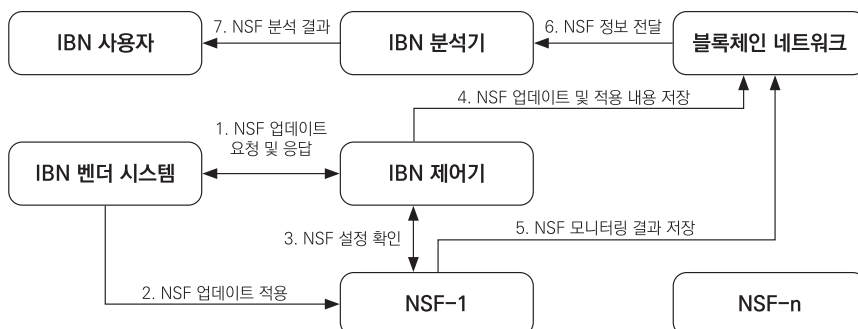 IBN 사용자
7. NSF 분석 결과
IBN 분석기
6. NSF 정보 전달
블록체인 네트워크
4. NSF 업데이트 및 적용 내용 저장
1. NSF 업데이트
요청 및 응답
IBN 벤더 시스템
IBN 제어기
3. NSF 설정 확인
5. NSF 모니터링 결과 저장
2. NSF 업데이트 적용
NSF-1
NSF-n